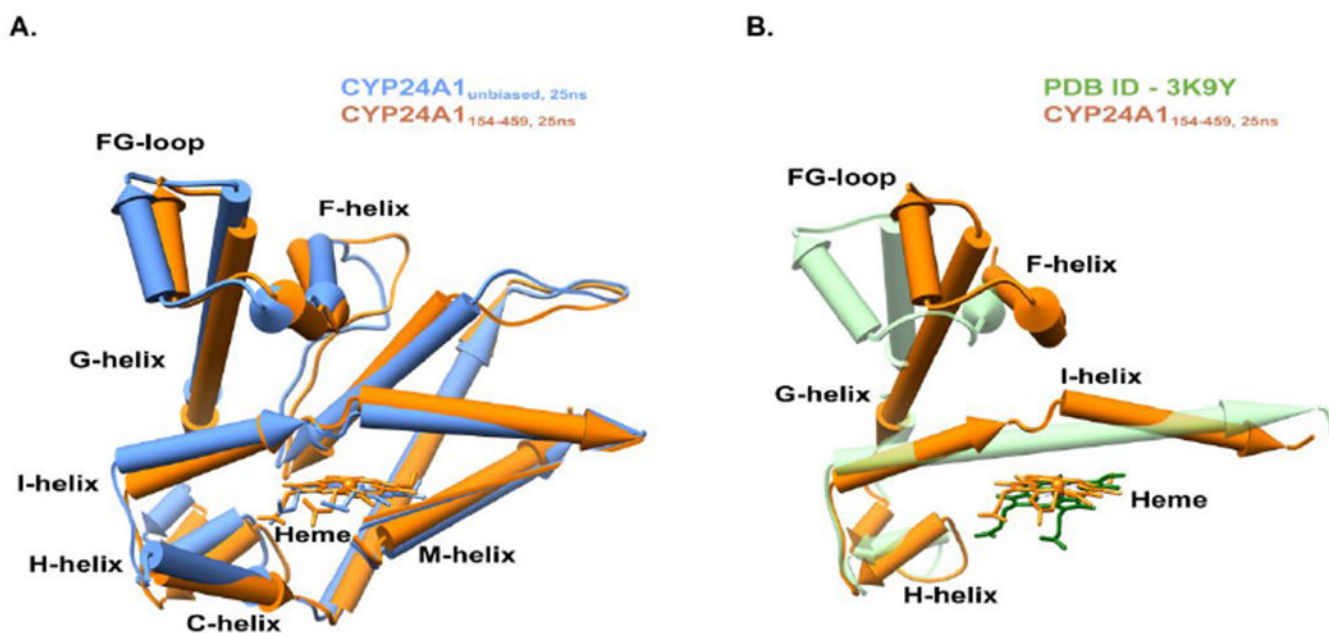 A.
CYP24A1unbiased, 25ns
CYP24A1154-459, 25ns
FG-loop
F-helix
G-helix
I-helix
Heme
H-helix
M-helix
C-helix
B.
PDB ID - 3K9Y
CYP24A1154-459, 25ns
FG-loop
F-helix
I-helix
G-helix
Heme
H-helix